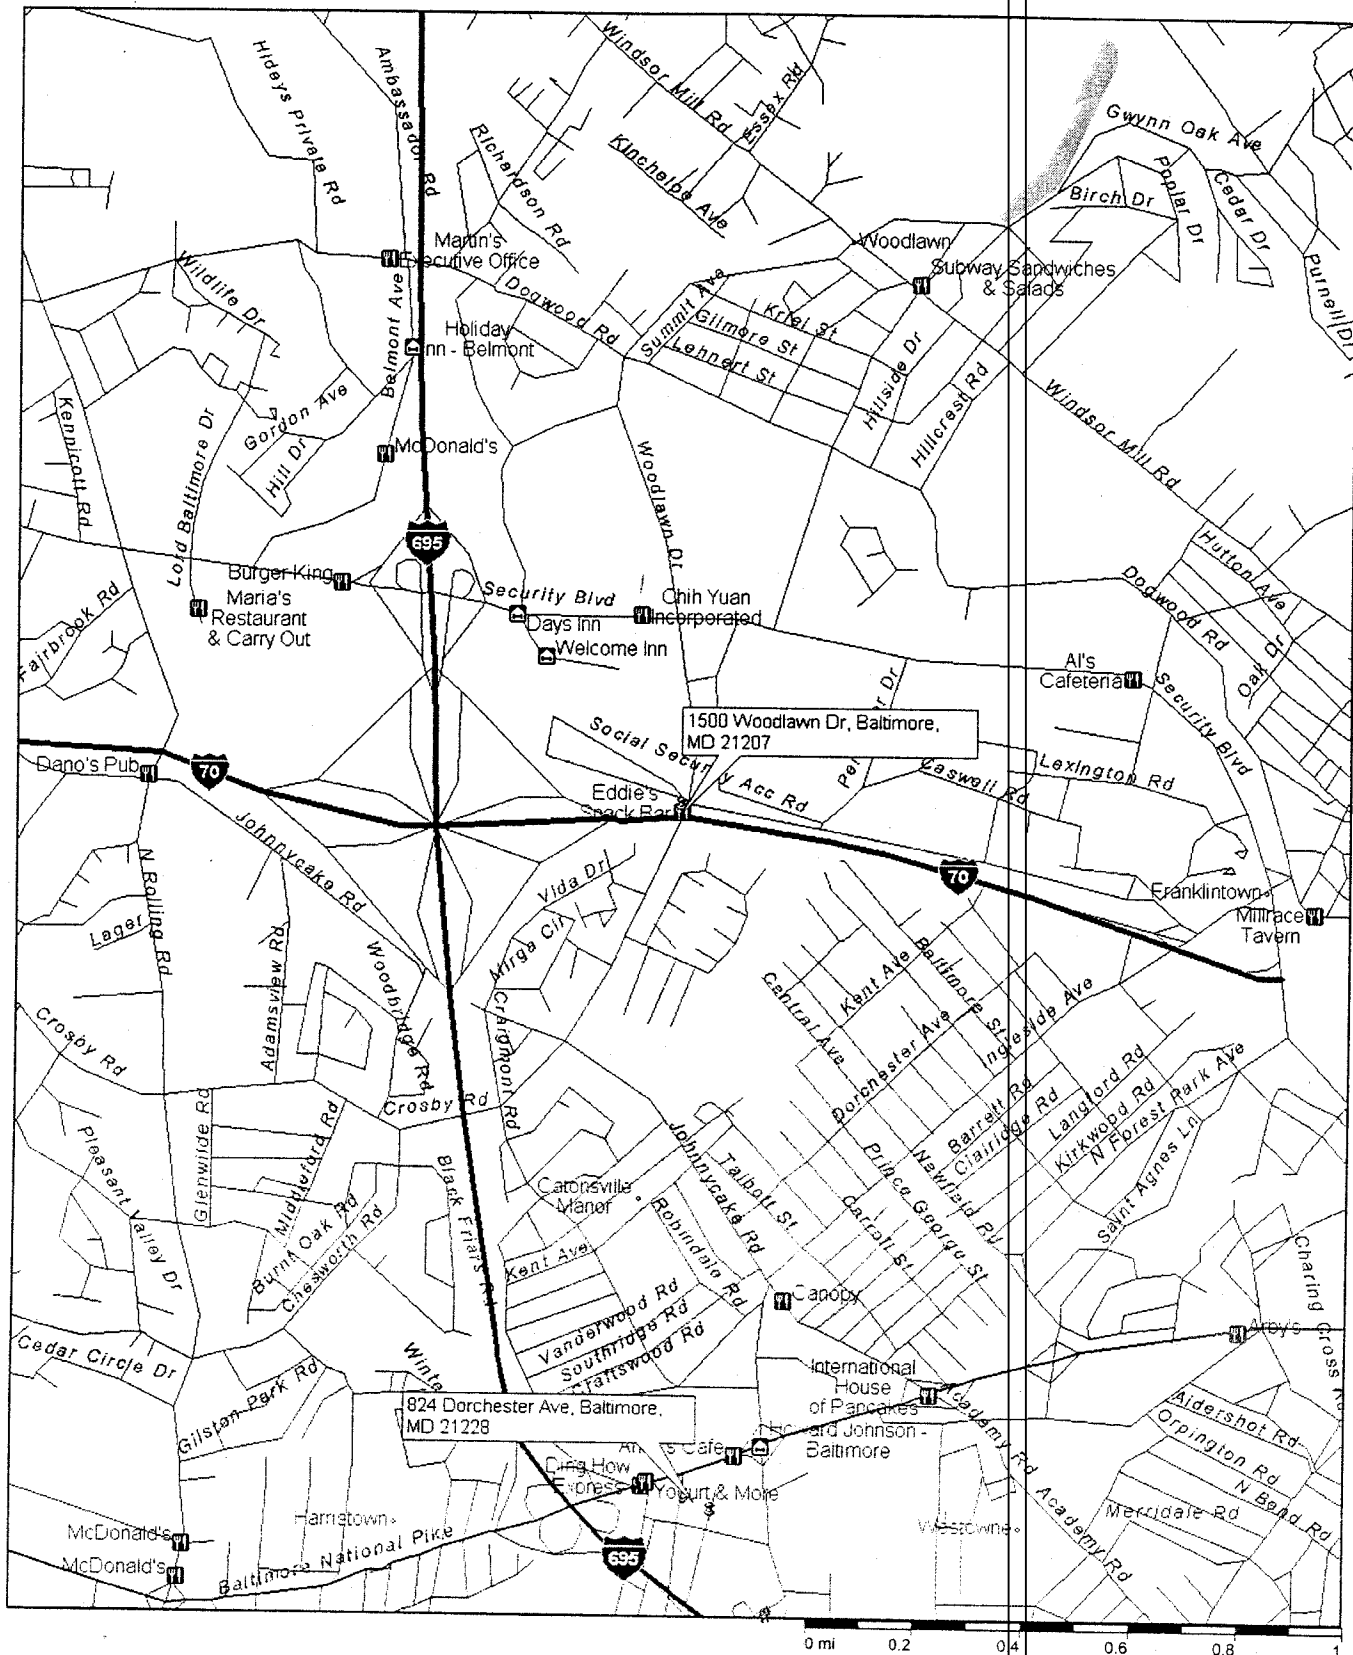 Hideys Private Rd
Ambassador Rd
Windsor Mill Rd
Essex Rd
Richardson Rd
Kincheloe Ave
Gwynn Oak Ave
Birch Dr
Poplar Dr
Cedar Dr
Purnell Dr
Martin's
Executive Office
Woodlawn
Subway Sandwiches
& Salads
Wildlife Dr
Belmont Ave
Dogwood Rd
Summit Ave
Kriel St
Gilmore St
Lehnert St
Holiday
Inn - Belmont
Hillside Dr
Hillcrest Rd
Windsor Mill Rd
Kennicott Rd
Lord Baltimore Dr
Gordon Ave
Hill Dr
McDonald's
Woodlawn Dr
695
Hutton Ave
Dogwood Rd
Oak Dr
Burger King
Security Blvd
Maria's
Restaurant
& Carry Out
Days Inn
Chih Yuan
Incorporated
Welcome Inn
Fairbrook Rd
Al's
Cafeteria
Security Blvd
1500 Woodlawn Dr, Baltimore,
MD 21207
Social Secur y Acc Rd
r Dr
Dano's Pub
70
Eddie's
Snack Bar
Caswell Rd
Lexington Rd
Johnnycake Rd
N Rolling Rd
Vida Dr
70
Franklintown
Millrace
Tavern
Lager
Adamsview Rd
Woodbridge Rd
Mirga Cir
Craigmont Rd
Kent Ave
Baltimore St
Central Ave
Ingleside Ave
Dorchester Ave
Crosby Rd
Crosby Rd
Glenwilde Rd
Middleford Rd
Barrett Rd
Clairidge Rd
Langford Rd
Kirkwood Rd
N Forest Park Ave
Saint Agnes Ln
Pleasant Valley Dr
Burnt Oak Rd
Chesworth Rd
Black Friars Rd
Catonsville
Manor
Johnnycake Rd
Talbott St
Robindale Rd
Prince George St
Newfield Rd
Carroll St
Kent Ave
Vanderwood Rd
Southridge Rd
Craftswood Rd
Canopy
Charing Cross R
Arby's
Cedar Circle Dr
Gilstan Park Rd
Winte
824 Dorchester Ave, Baltimore,
MD 21228
International
House
of Pancakes
Howard Johnson -
Baltimore
s Cafe
Ding How
Express
Yogurt & More
Academy Rd
Aldershot Rd
Orpington Rd
N Bend Rd
Merridale Rd
Academy Rd
Westowne
Harristown
McDonald's
McDonald's
Baltimore National Pike
695
0 mi 0.2 0.4 0.6 0.8 1